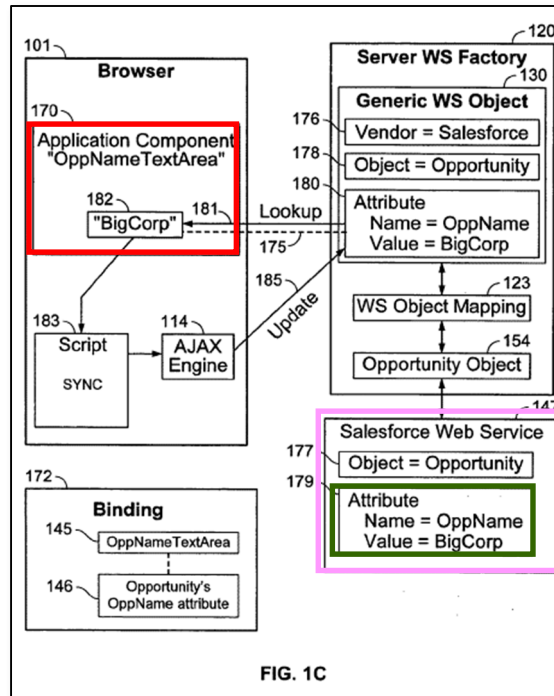 101
Browser
170
Application Component
"OppNameTextArea"
182
"BigCorp"
181
Lookup
175
185
Update
183
Script
SYNC
114
AJAX
Engine
120
Server WS Factory
130
Generic WS Object
176
Vendor = Salesforce
178
Object = Opportunity
180
Attribute
Name = OppName
Value = BigCorp
123
WS Object Mapping
154
Opportunity Object
147
Salesforce Web Service
177
Object = Opportunity
179
Attribute
Name = OppName
Value = BigCorp
172
Binding
145
OppNameTextArea
146
Opportunity's
OppName attribute
FIG. 1C